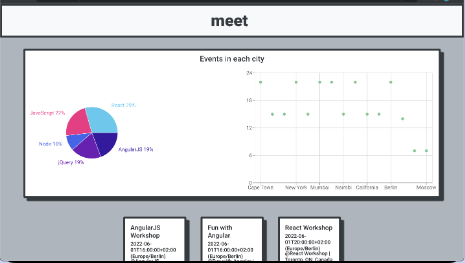 meet
Events in each city
24
18
12
6
0
Cape Town
New York
Mumbai
Nairobi
California
Berlin
Moscow
React 29%
JavaScript 22%
Node 10%
jQuery 19%
AngularJS 19%
AngularJS
Workshop
2022-06-
01T16:00:00+02:00
(Europe/Berlin)
Fun with
Angular
2022-06-
01T16:00:00+02:00
(Europe/Berlin)
React Workshop
2022-06-
01T20:00:00+02:00
(Europe/Berlin)
@React Workshop |
Toronto, ON, Canada